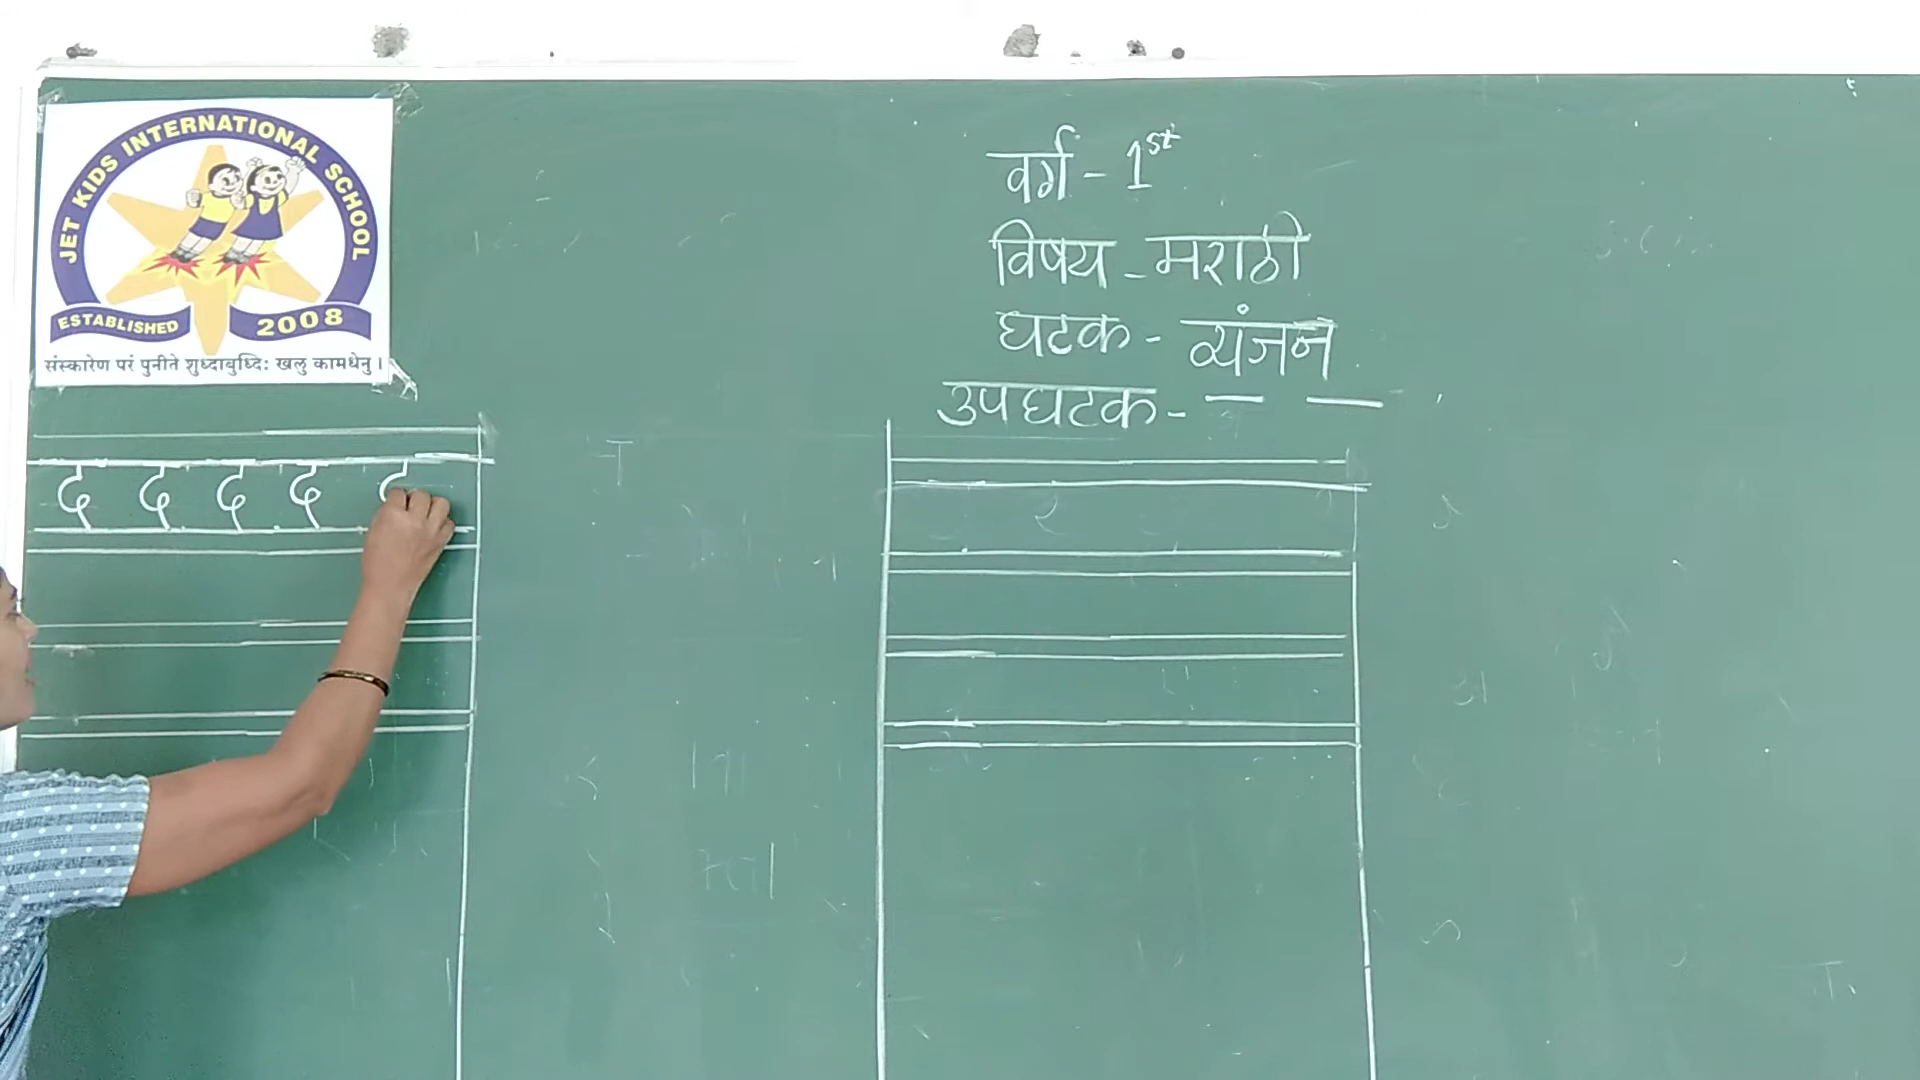 JET KIDS INTERNATIONAL SCHOOL
ESTABLISHED 2008
संस्कारेण परं पुनीते शुध्दाबुध्दिः खलु कामधेनु ।
वर्ग - 1st
विषय - मराठी
घटक - व्यंजन
उपघटक -
द द द द द